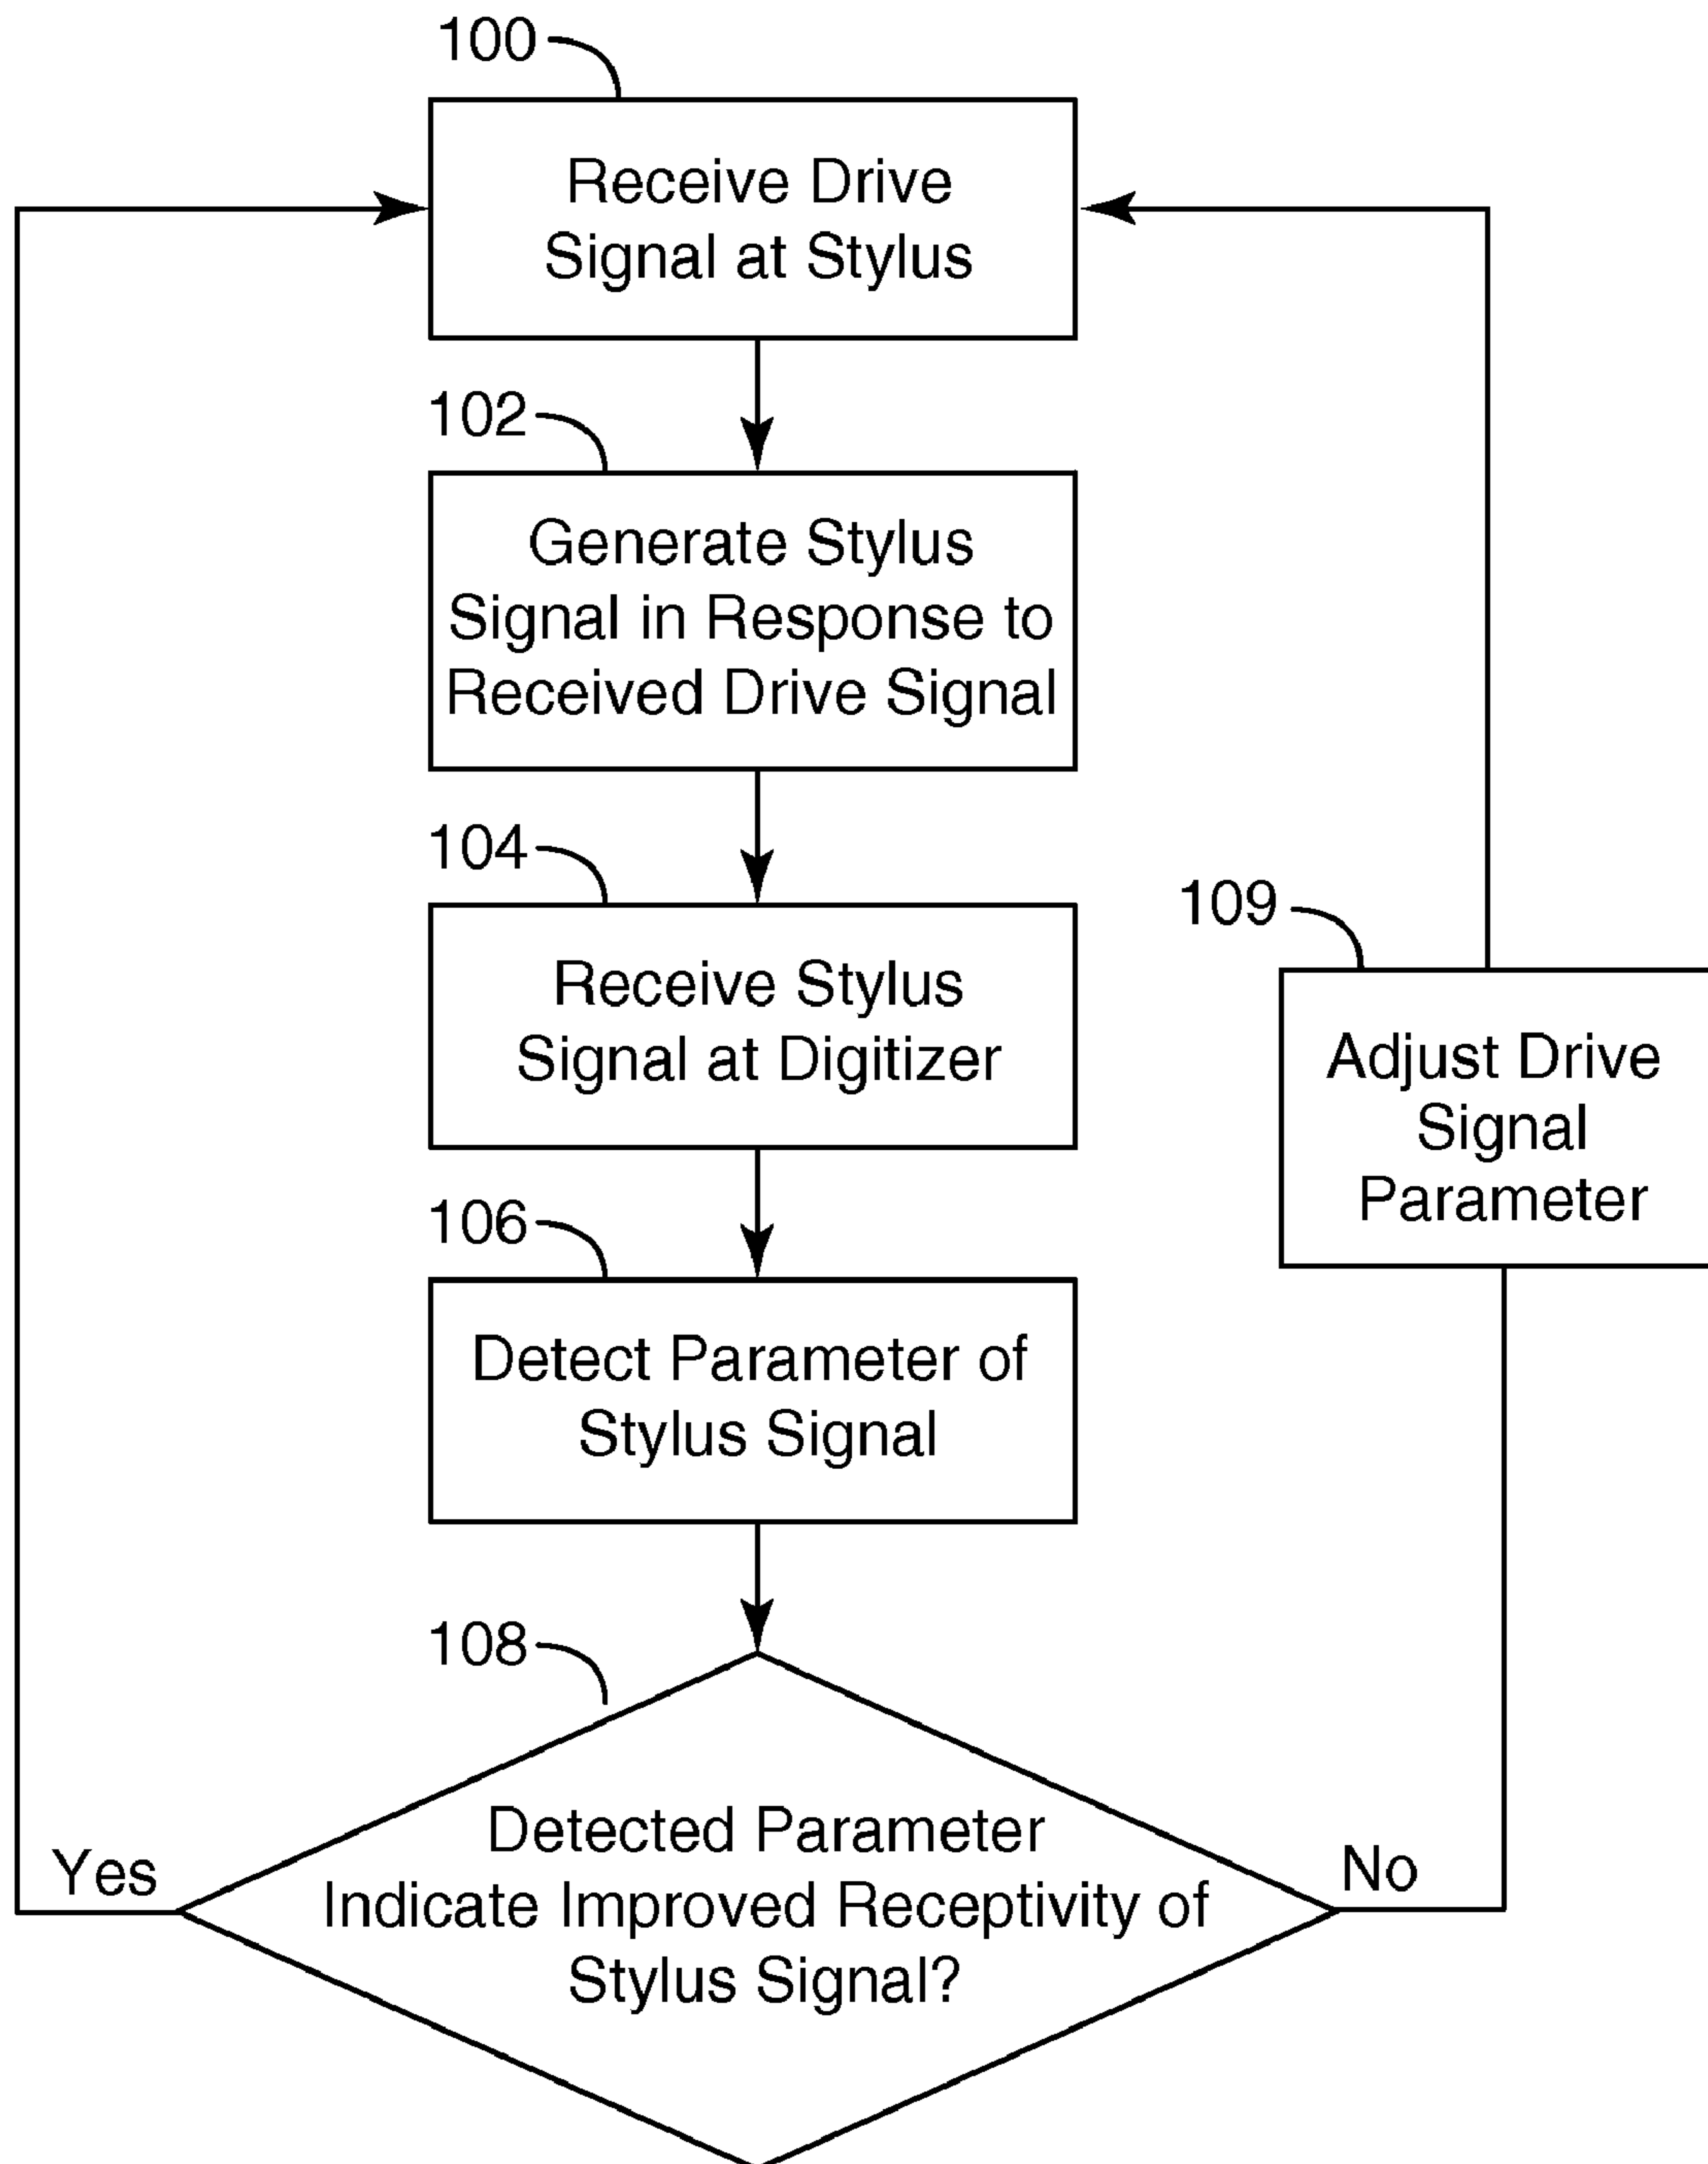 100
Receive Drive
Signal at Stylus
102
Generate Stylus
Signal in Response to
Received Drive Signal
104
Receive Stylus
Signal at Digitizer
109
Adjust Drive
Signal
Parameter
106
Detect Parameter of
Stylus Signal
108
Detected Parameter
Indicate Improved Receptivity of
Stylus Signal?
Yes
No